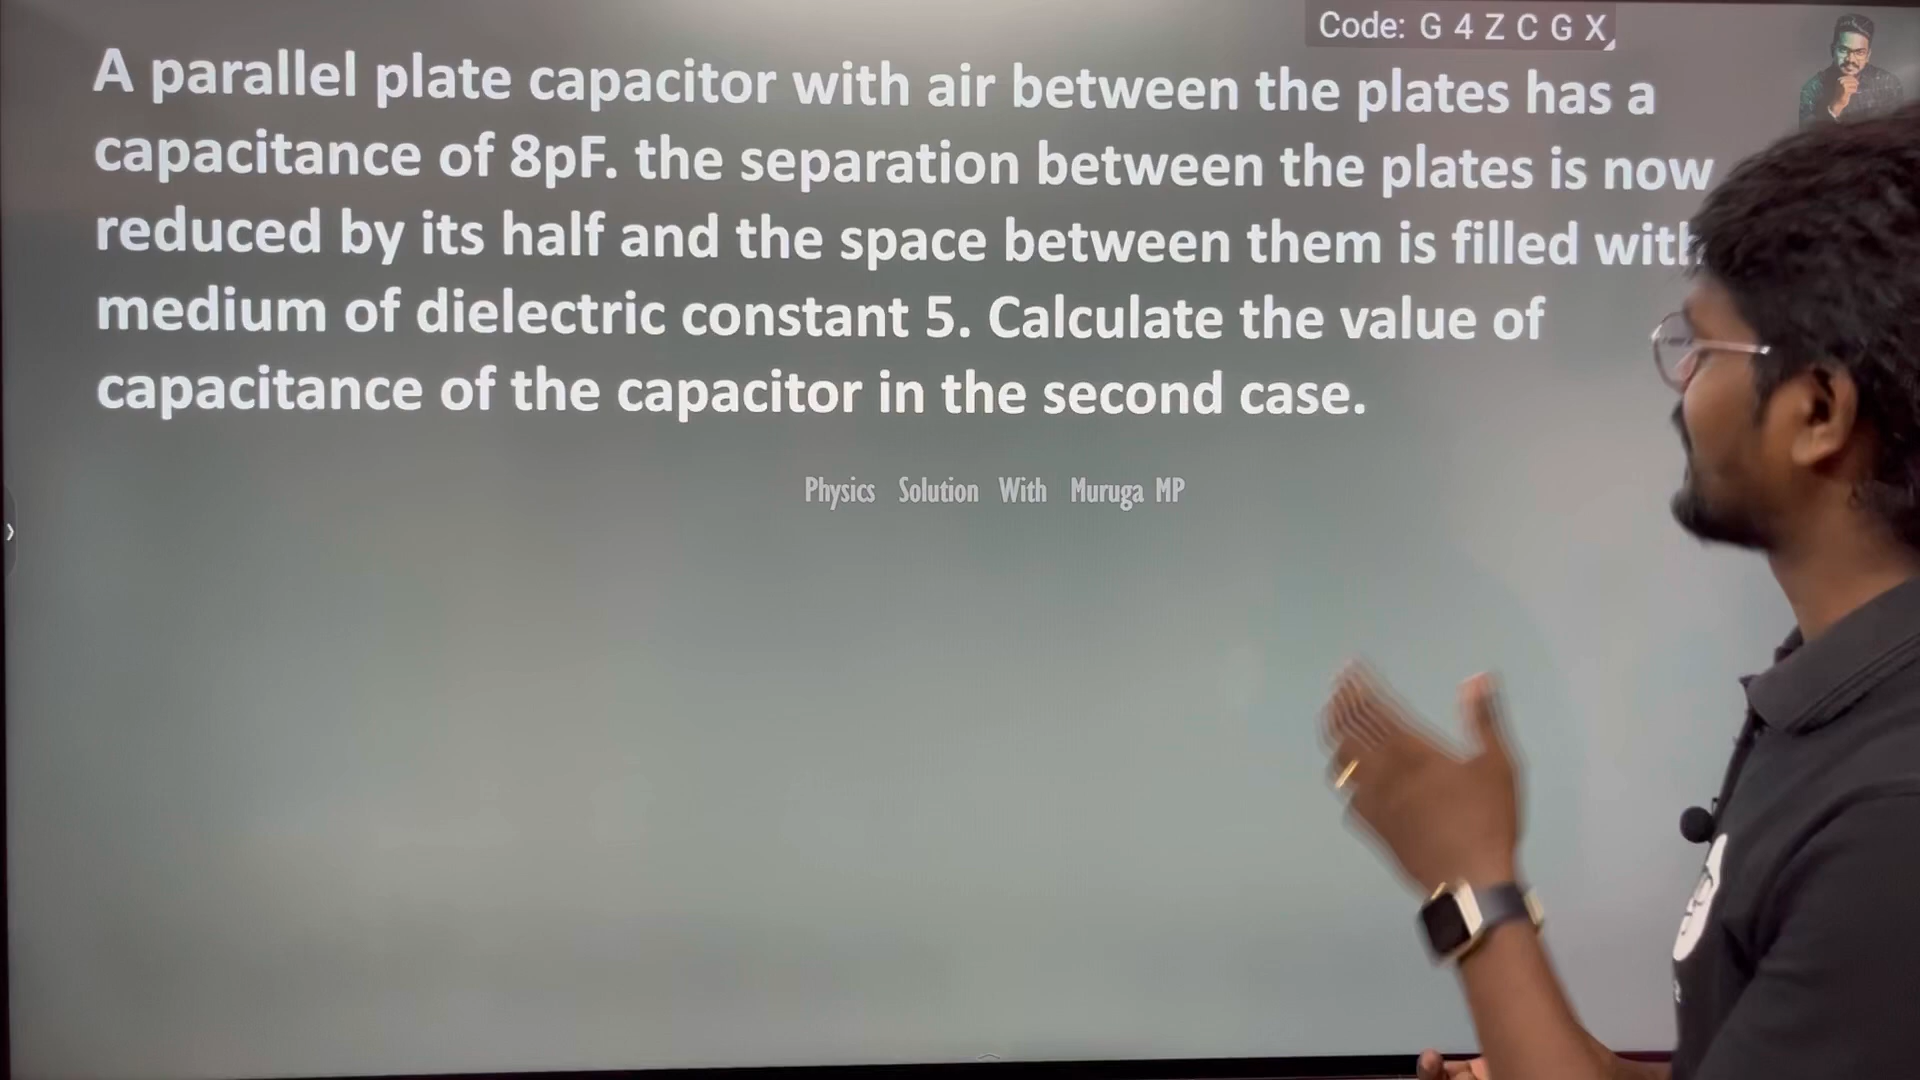 Code: G 4 Z C G X
A parallel plate capacitor with air between the plates has a
capacitance of 8pF. the separation between the plates is now
reduced by its half and the space between them is filled with
medium of dielectric constant 5. Calculate the value of
capacitance of the capacitor in the second case.
Physics Solution With Muruga MP